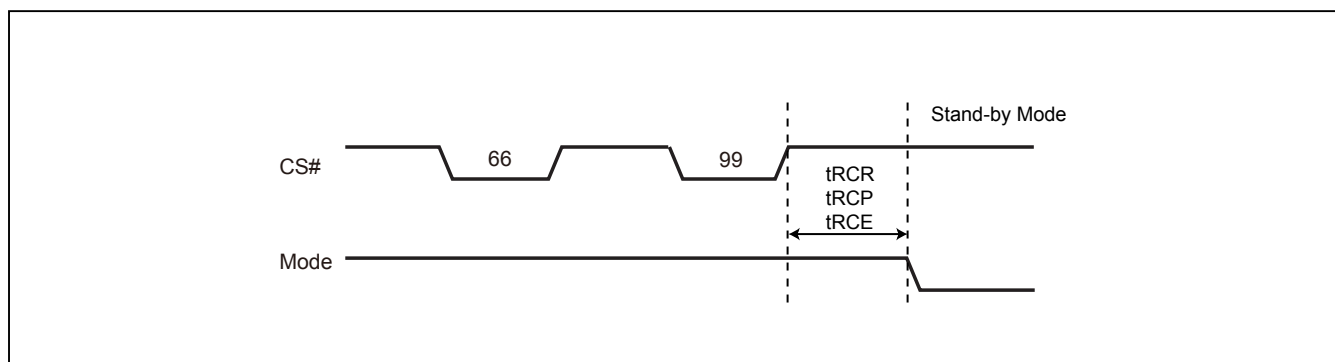 Stand-by Mode
CS#
66
99
tRCR
tRCP
tRCE
Mode